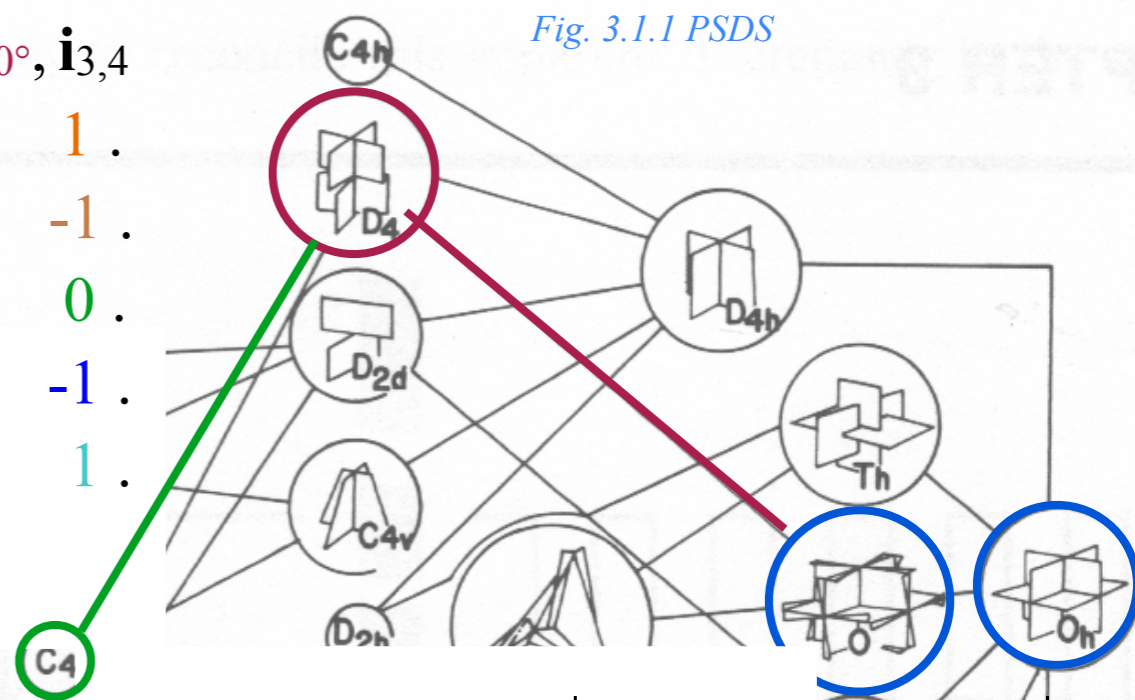 Fig. 3.1.1 PSDS
0°, i3,4
1 .
-1 .
0 .
-1 .
1 .
C4h
D4
D4h
D2d
Th
C4v
D2h
O
Oh
C4